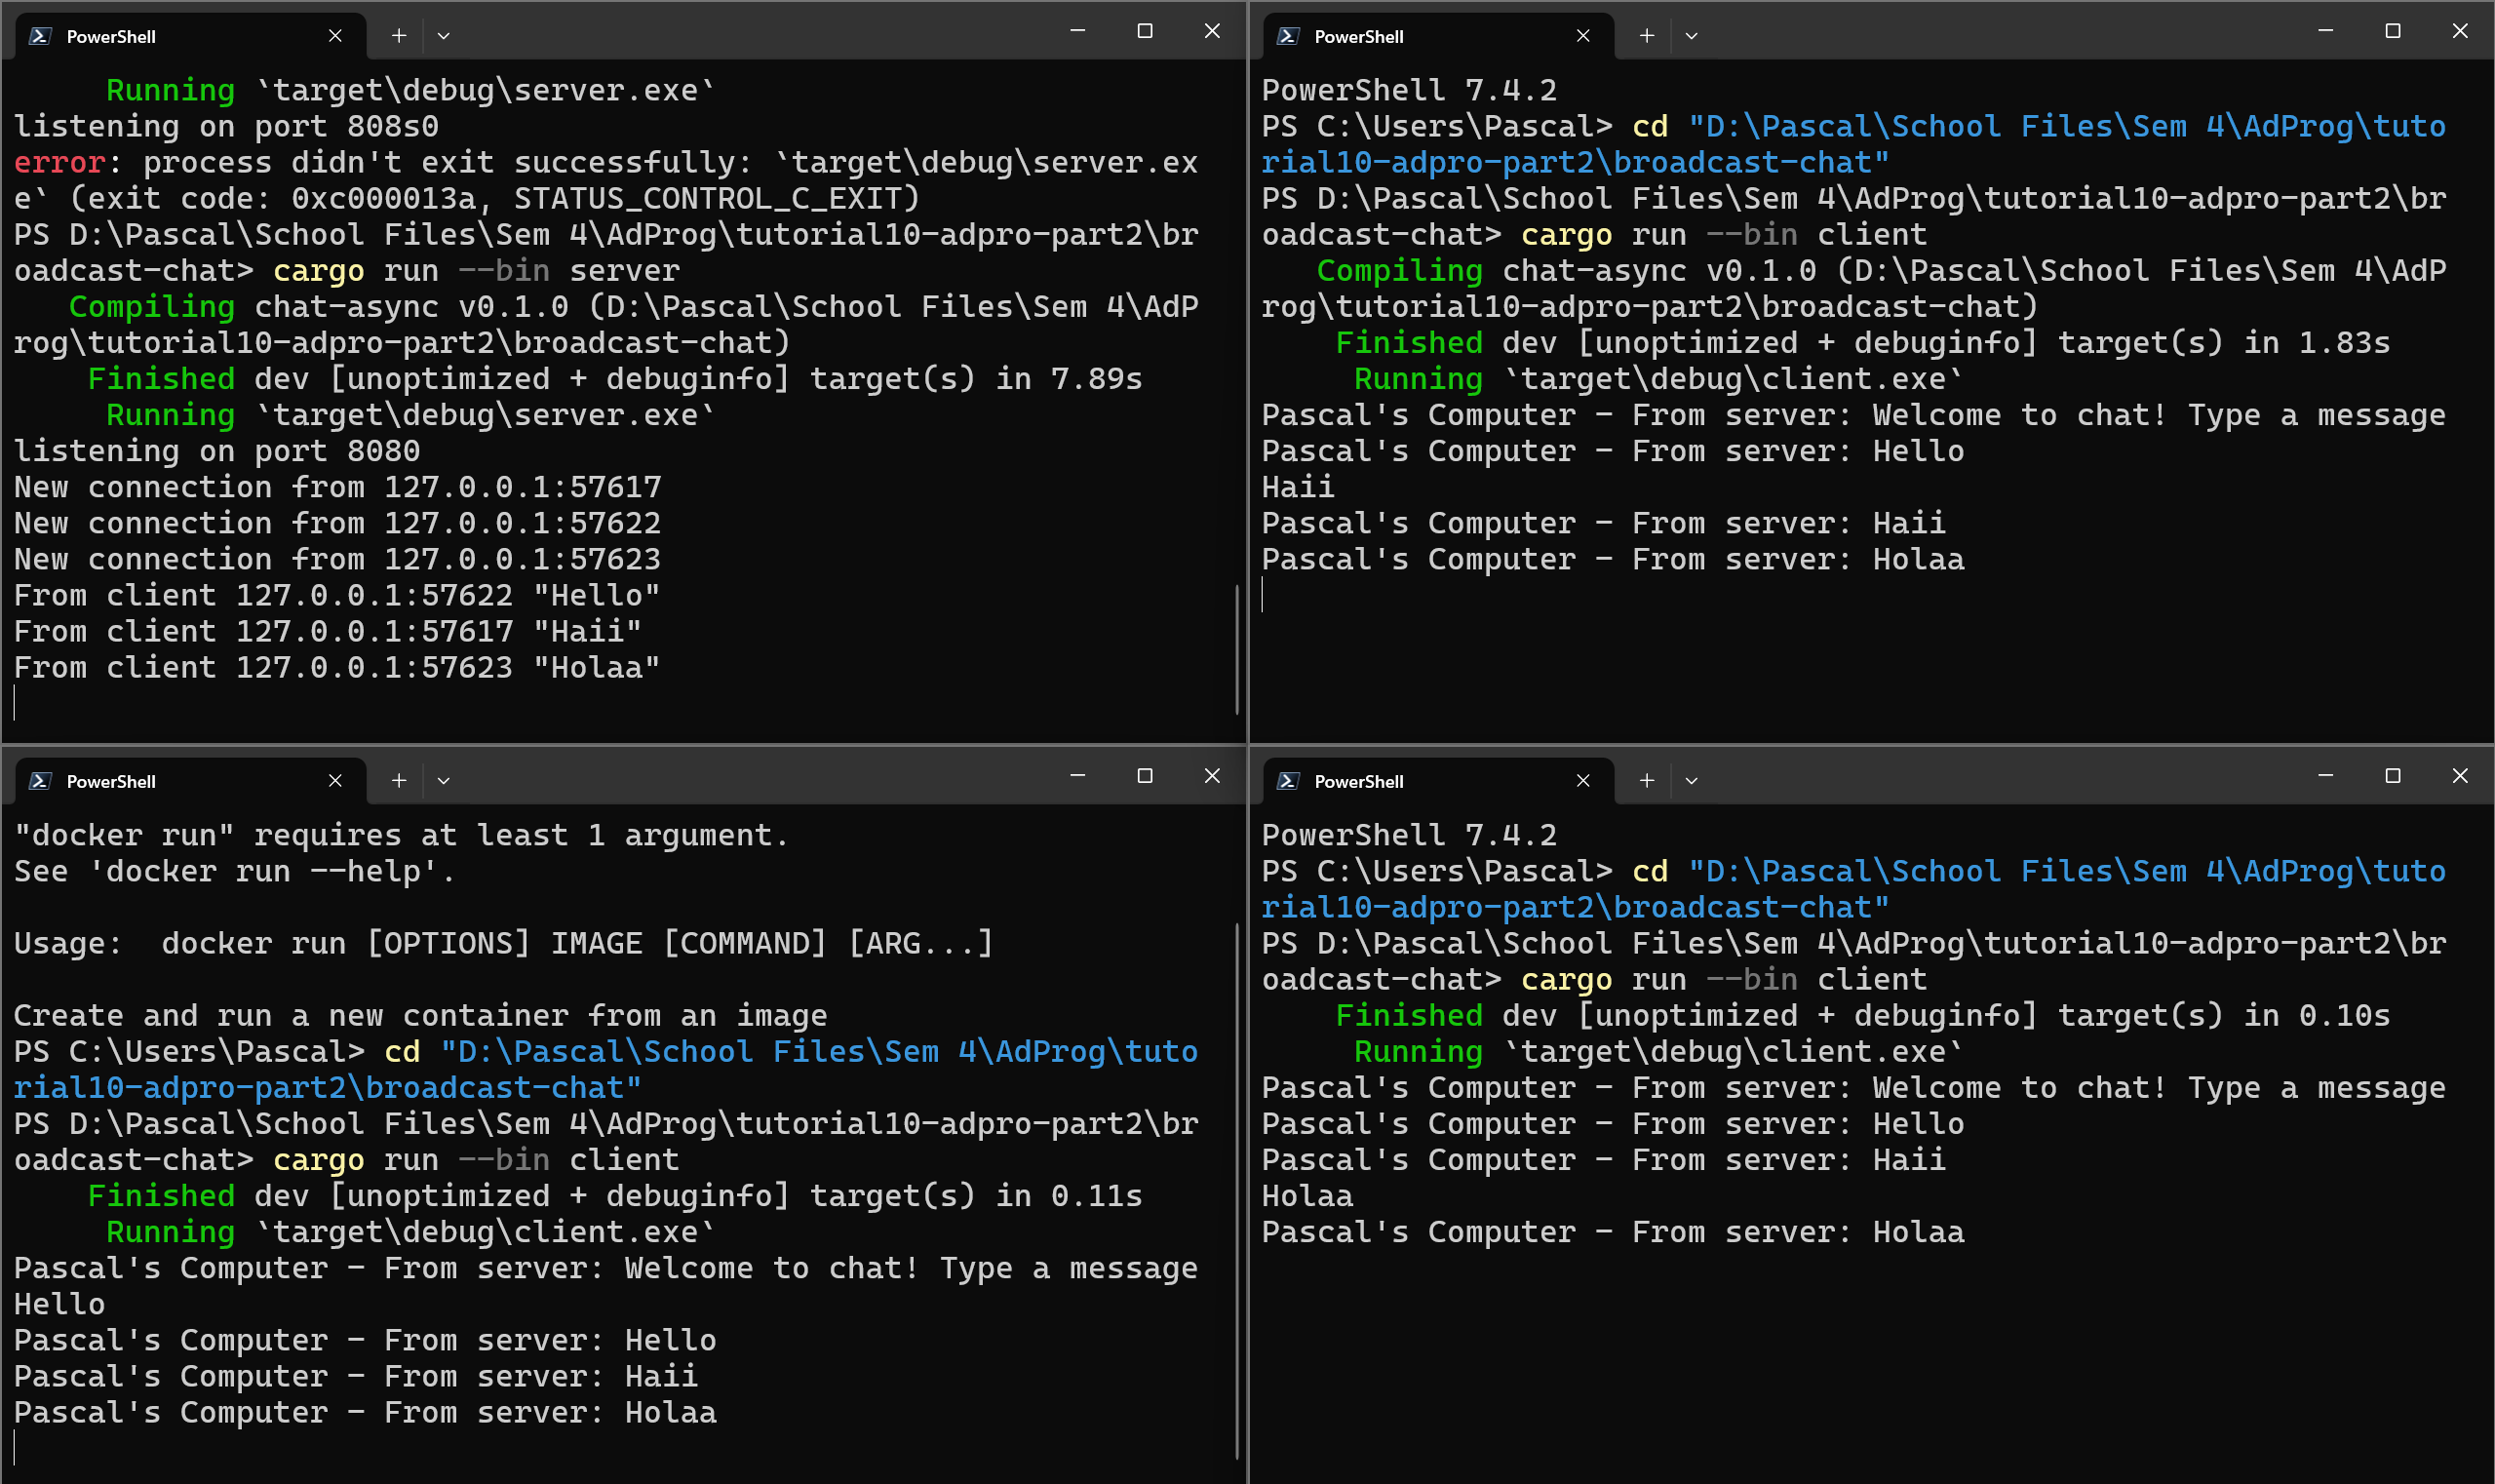 PowerShell
Running `target\debug\server.exe`
listening on port 808s0
error: process didn't exit successfully: `target\debug\server.ex
e` (exit code: 0xc000013a, STATUS_CONTROL_C_EXIT)
PS D:\Pascal\School Files\Sem 4\AdProg\tutorial10-adpro-part2\br
oadcast-chat> cargo run --bin server
Compiling chat-async v0.1.0 (D:\Pascal\School Files\Sem 4\AdP
rog\tutorial10-adpro-part2\broadcast-chat)
Finished dev [unoptimized + debuginfo] target(s) in 7.89s
Running `target\debug\server.exe`
listening on port 8080
New connection from 127.0.0.1:57617
New connection from 127.0.0.1:57622
New connection from 127.0.0.1:57623
From client 127.0.0.1:57622 "Hello"
From client 127.0.0.1:57617 "Haii"
From client 127.0.0.1:57623 "Holaa"
PowerShell
PowerShell 7.4.2
PS C:\Users\Pascal> cd "D:\Pascal\School Files\Sem 4\AdProg\tuto
rial10-adpro-part2\broadcast-chat"
PS D:\Pascal\School Files\Sem 4\AdProg\tutorial10-adpro-part2\br
oadcast-chat> cargo run --bin client
Compiling chat-async v0.1.0 (D:\Pascal\School Files\Sem 4\AdP
rog\tutorial10-adpro-part2\broadcast-chat)
Finished dev [unoptimized + debuginfo] target(s) in 1.83s
Running `target\debug\client.exe`
Pascal's Computer - From server: Welcome to chat! Type a message
Pascal's Computer - From server: Hello
Haii
Pascal's Computer - From server: Haii
Pascal's Computer - From server: Holaa
PowerShell
"docker run" requires at least 1 argument.
See 'docker run --help'.
Usage:  docker run [OPTIONS] IMAGE [COMMAND] [ARG...]
Create and run a new container from an image
PS C:\Users\Pascal> cd "D:\Pascal\School Files\Sem 4\AdProg\tuto
rial10-adpro-part2\broadcast-chat"
PS D:\Pascal\School Files\Sem 4\AdProg\tutorial10-adpro-part2\br
oadcast-chat> cargo run --bin client
Finished dev [unoptimized + debuginfo] target(s) in 0.11s
Running `target\debug\client.exe`
Pascal's Computer - From server: Welcome to chat! Type a message
Hello
Pascal's Computer - From server: Hello
Pascal's Computer - From server: Haii
Pascal's Computer - From server: Holaa
PowerShell
PowerShell 7.4.2
PS C:\Users\Pascal> cd "D:\Pascal\School Files\Sem 4\AdProg\tuto
rial10-adpro-part2\broadcast-chat"
PS D:\Pascal\School Files\Sem 4\AdProg\tutorial10-adpro-part2\br
oadcast-chat> cargo run --bin client
Finished dev [unoptimized + debuginfo] target(s) in 0.10s
Running `target\debug\client.exe`
Pascal's Computer - From server: Welcome to chat! Type a message
Pascal's Computer - From server: Hello
Pascal's Computer - From server: Haii
Holaa
Pascal's Computer - From server: Holaa